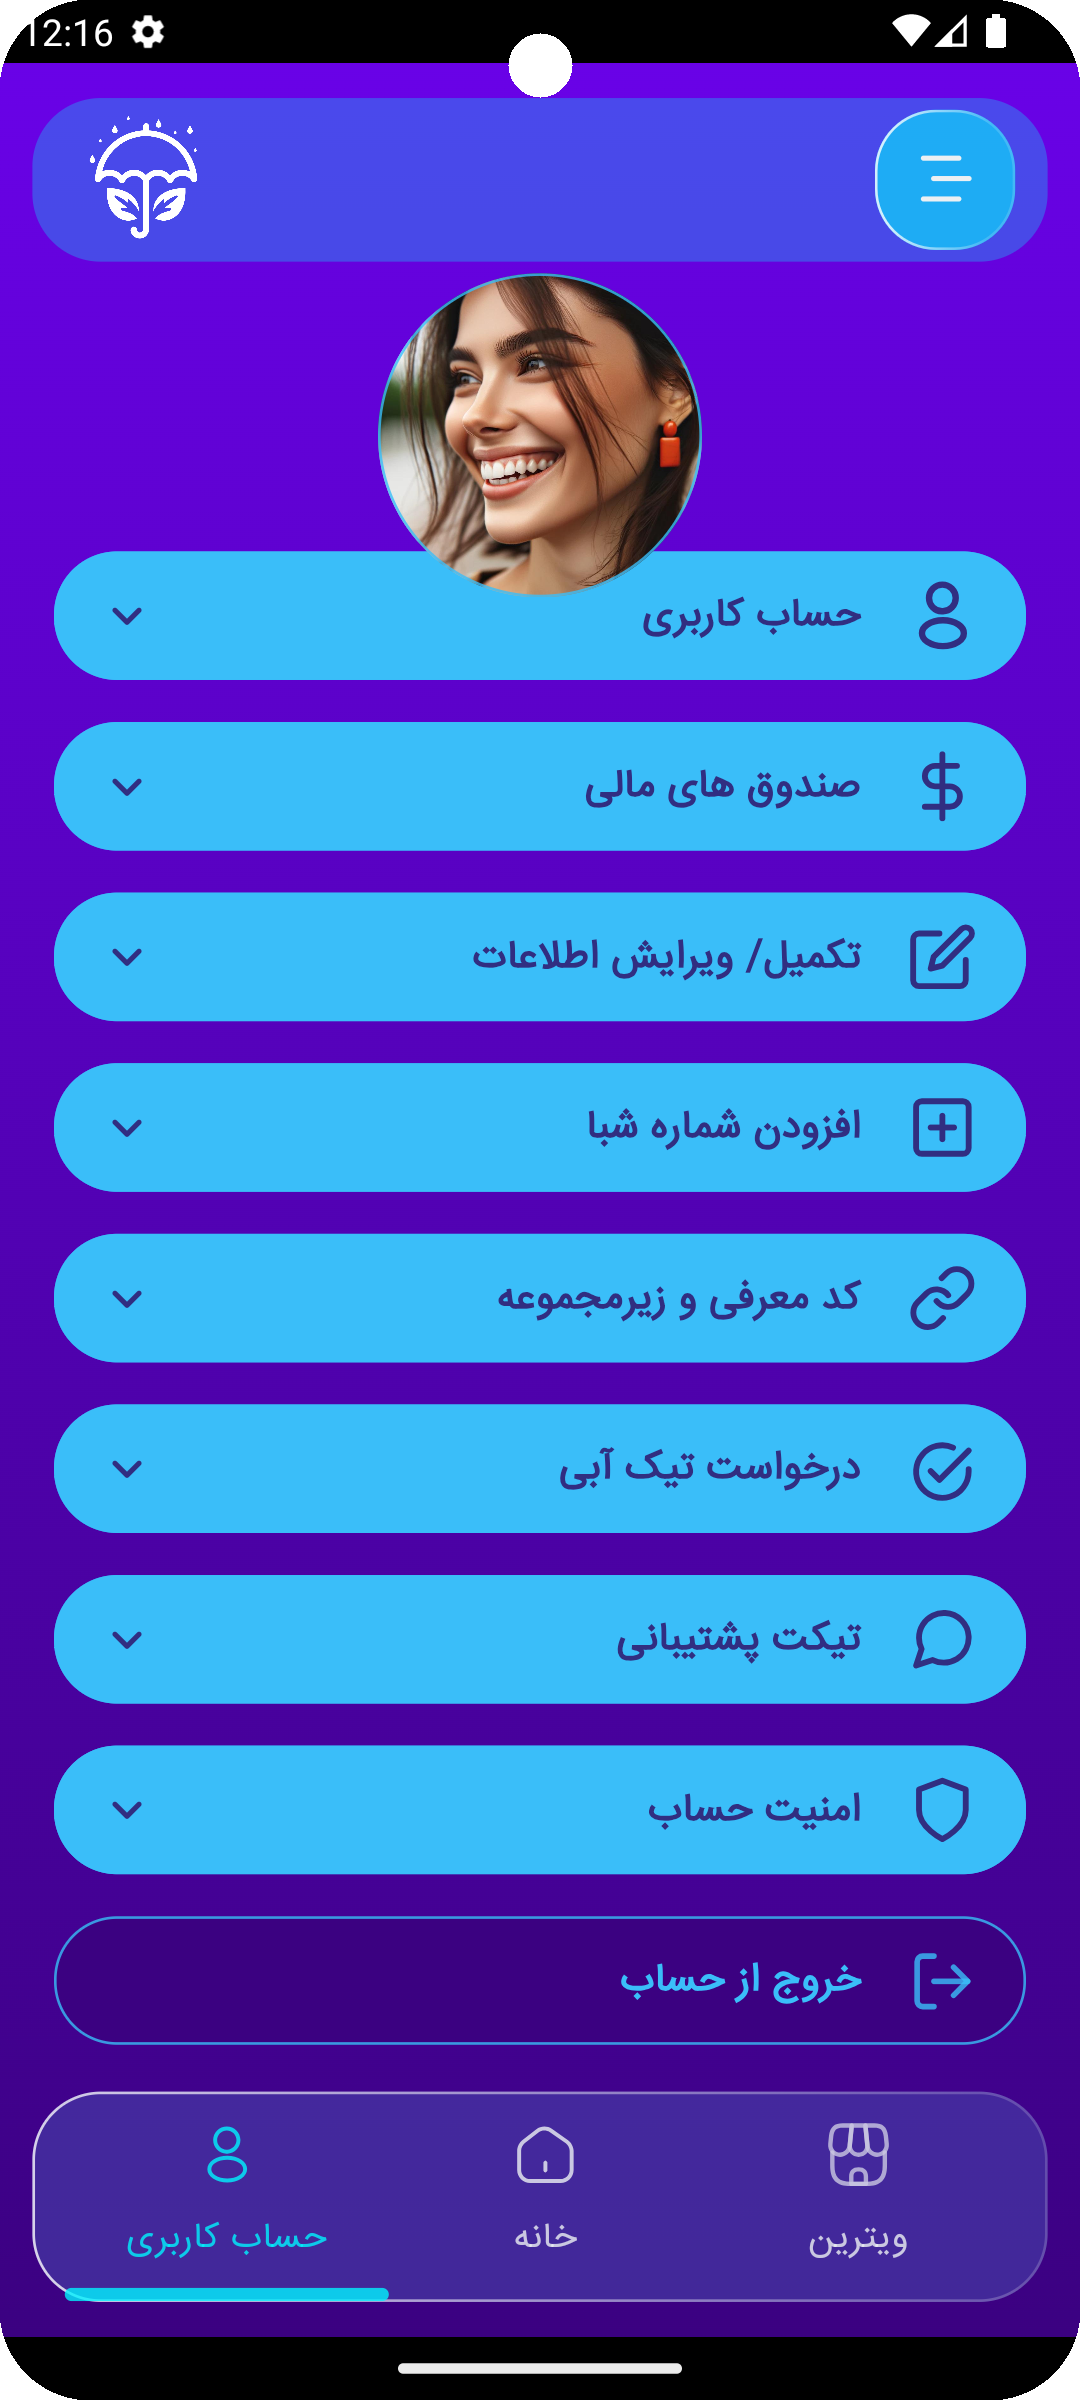 12:16
حساب کاربری
صندوق های مالی
تکمیل/ ویرایش اطلاعات
افزودن شماره شبا
کد معرفی و زیرمجموعه
درخواست تیک آبی
تیکت پشتیبانی
امنیت حساب
خروج از حساب
ویترین
خانه
حساب کاربری